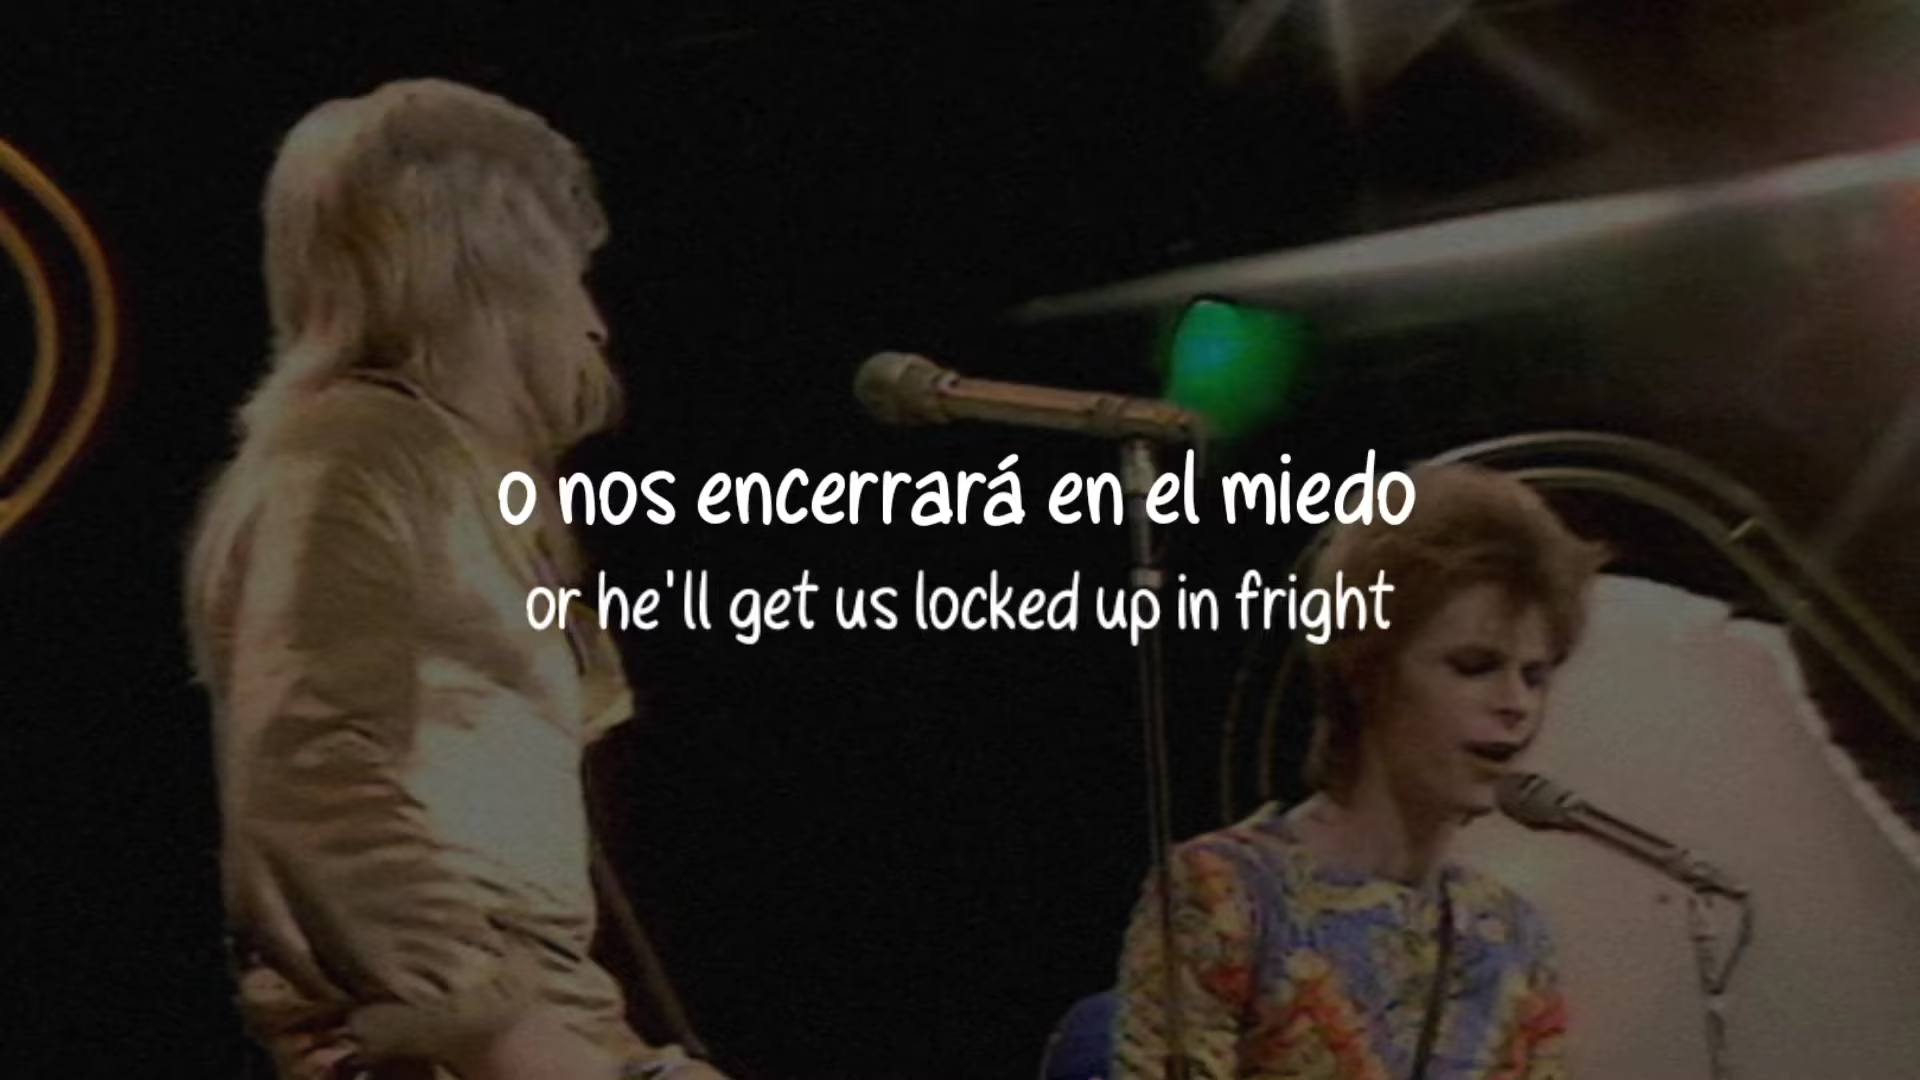 o nos encerrará en el miedo
or he'll get us locked up in fright